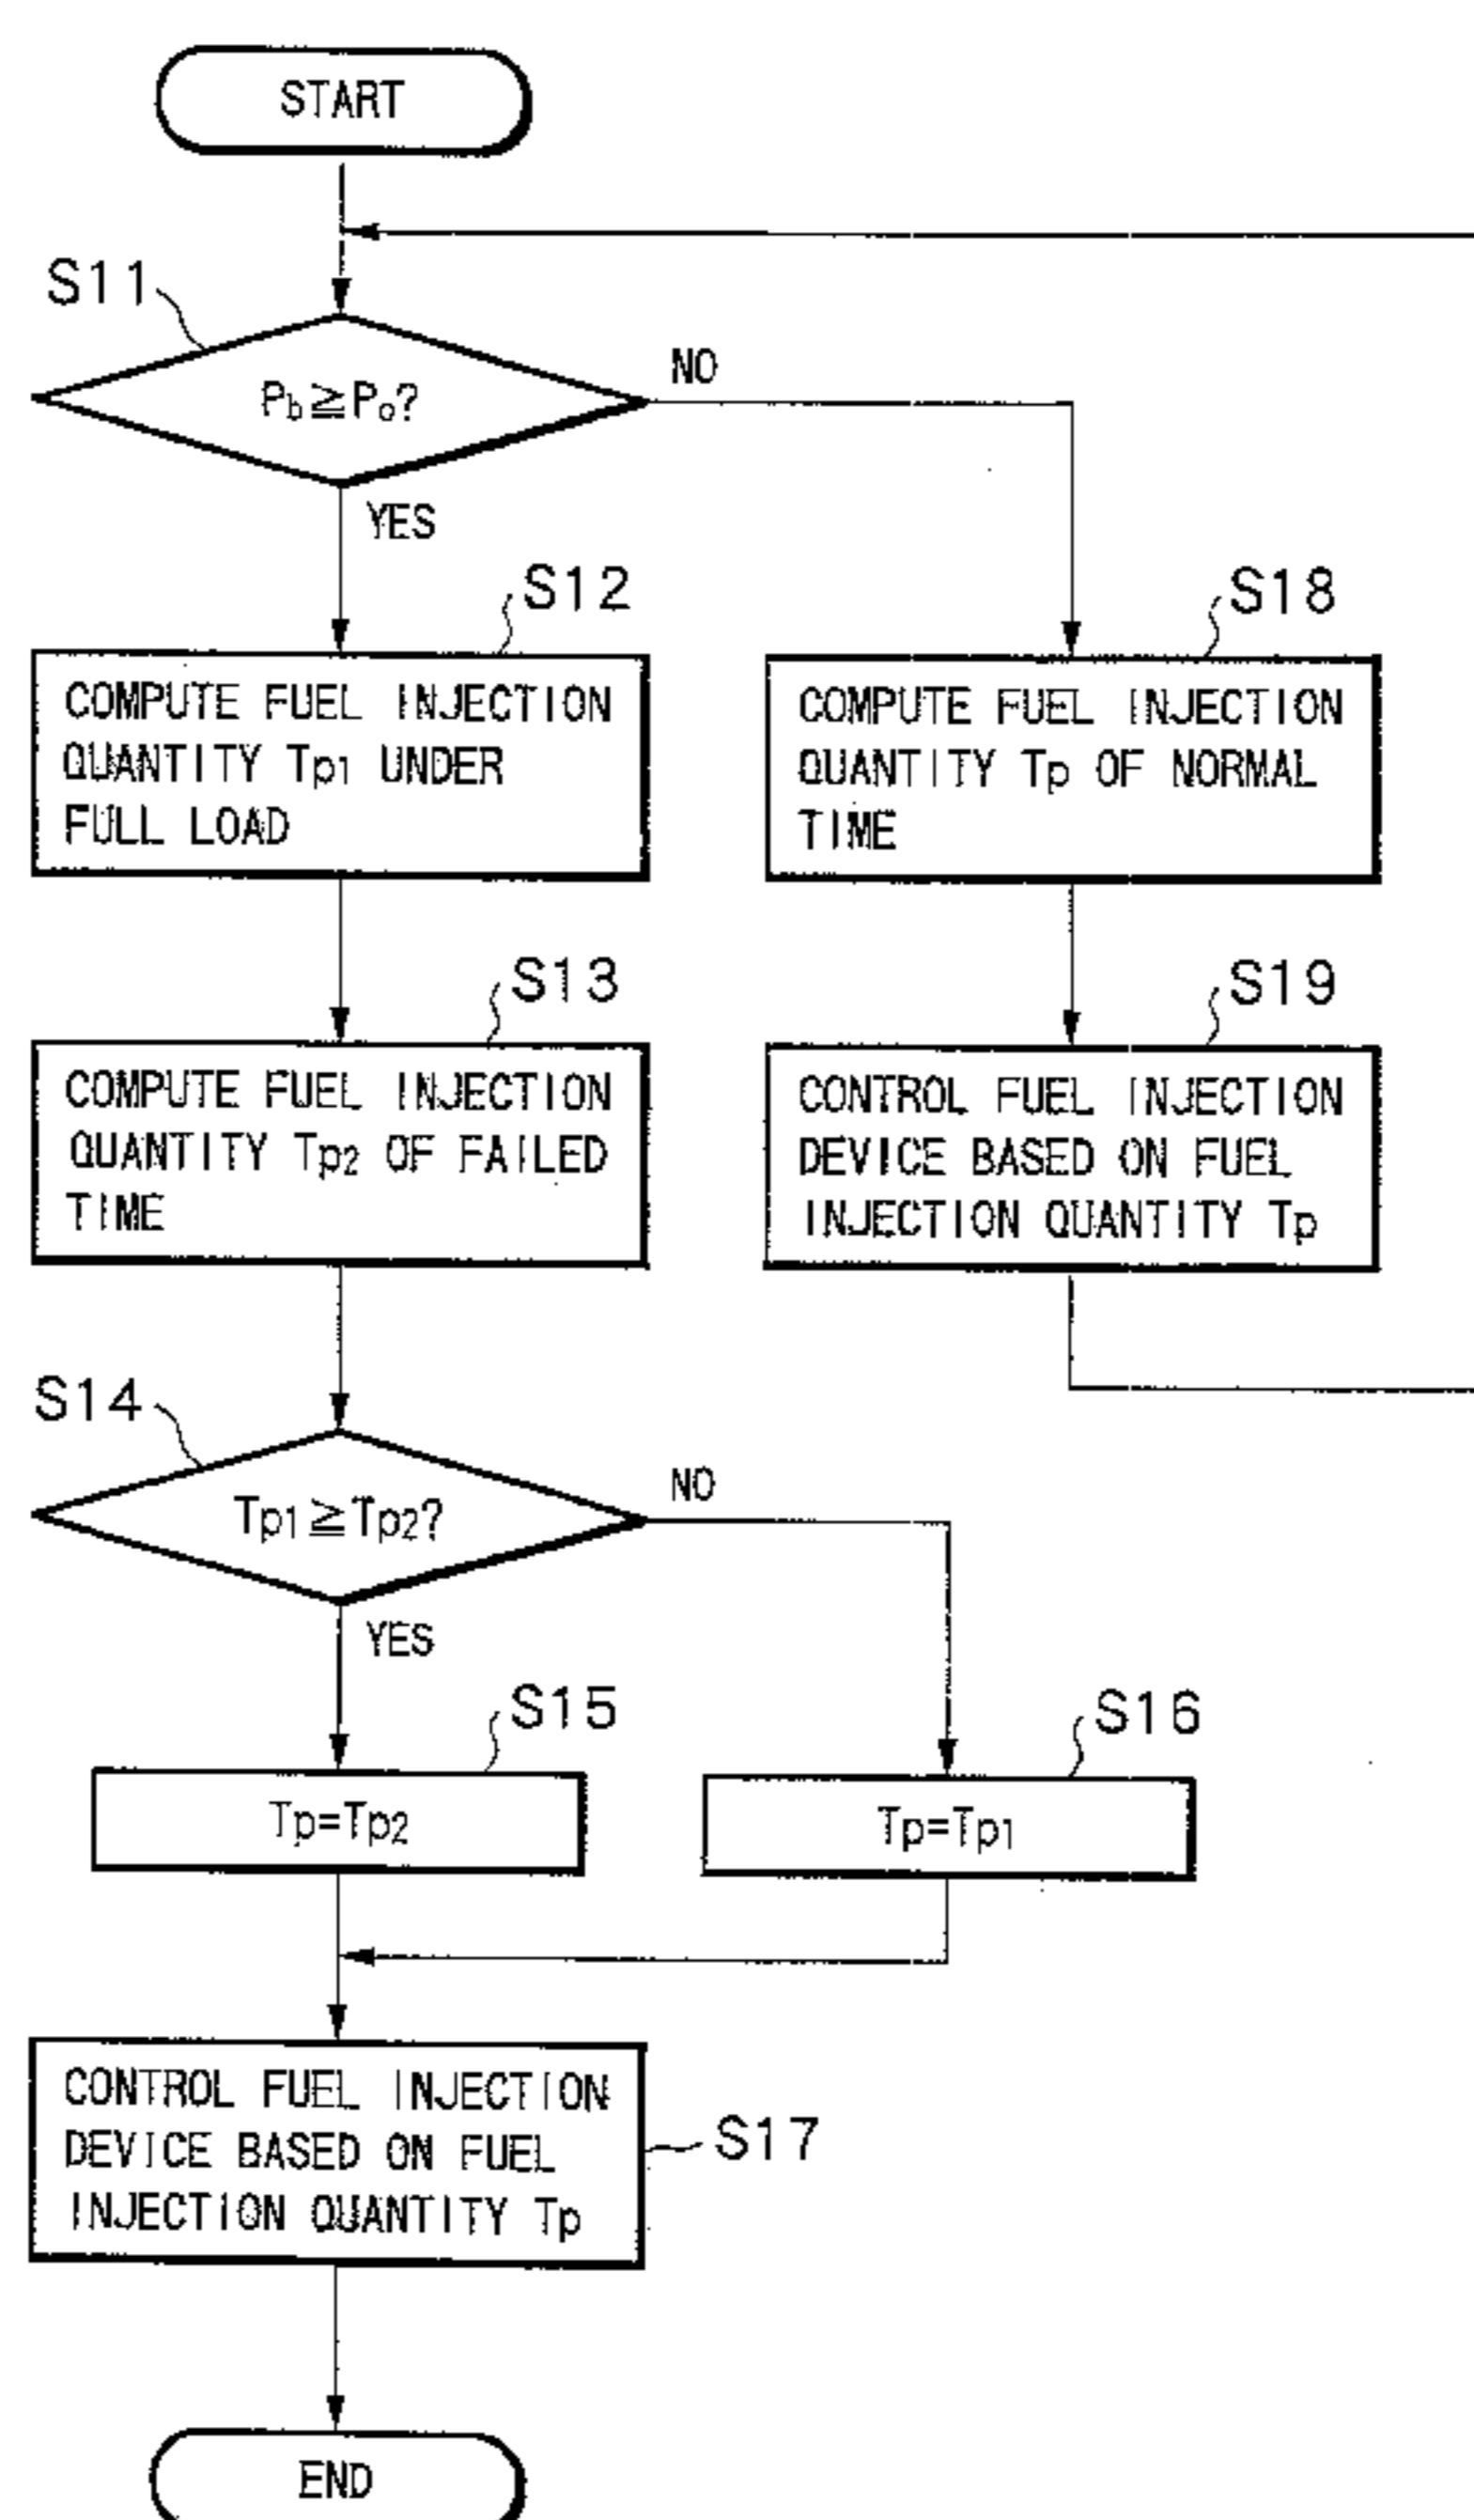 START
S11
Pb≧Po?
NO
YES
S12
COMPUTE FUEL INJECTION
QUANTITY Tp1 UNDER
FULL LOAD
S18
COMPUTE FUEL INJECTION
QUANTITY Tp OF NORMAL
TIME
S13
COMPUTE FUEL INJECTION
QUANTITY Tp2 OF FAILED
TIME
S19
CONTROL FUEL INJECTION
DEVICE BASED ON FUEL
INJECTION QUANTITY Tp
S14
Tp1≧Tp2?
NO
YES
S15
Tp=Tp2
S16
Tp=Tp1
CONTROL FUEL INJECTION
DEVICE BASED ON FUEL
INJECTION QUANTITY Tp
S17
END